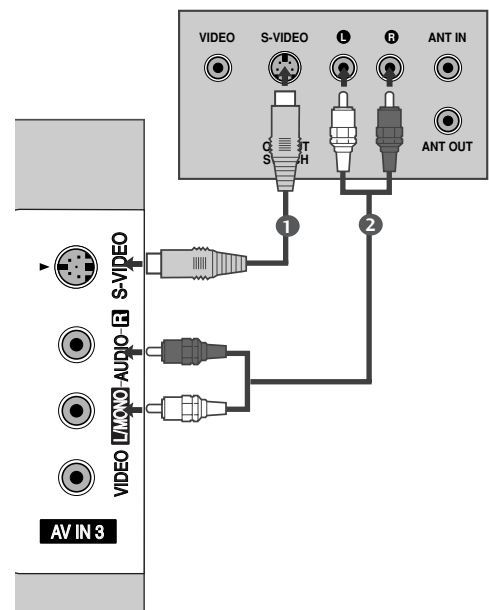 VIDEO S-VIDEO L R ANT IN
ANT OUT
1 2
S-VIDEO
R
AUDIO
L/MONO
VIDEO
AV IN 3